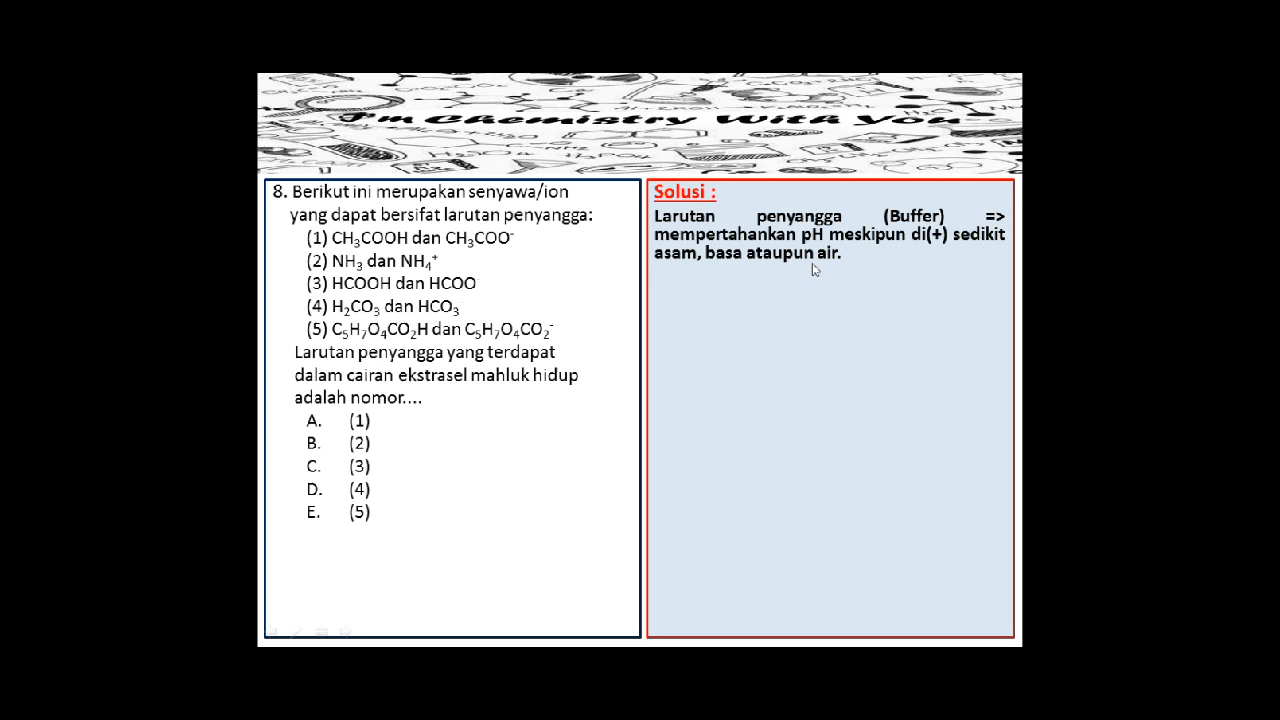 I'm Chemistry With You
8. Berikut ini merupakan senyawa/ion
yang dapat bersifat larutan penyangga:
(1) CH₃COOH dan CH₃COO⁻
(2) NH₃ dan NH₄⁺
(3) HCOOH dan HCOO⁻
(4) H₂CO₃ dan HCO₃
(5) C₅H₇O₄CO₂H dan C₅H₇O₄CO₂⁻
Larutan penyangga yang terdapat
dalam cairan ekstrasel mahluk hidup
adalah nomor....
A. (1)
B. (2)
C. (3)
D. (4)
E. (5)
Solusi :
Larutan penyangga (Buffer) =>
mempertahankan pH meskipun di(+) sedikit
asam, basa ataupun air.